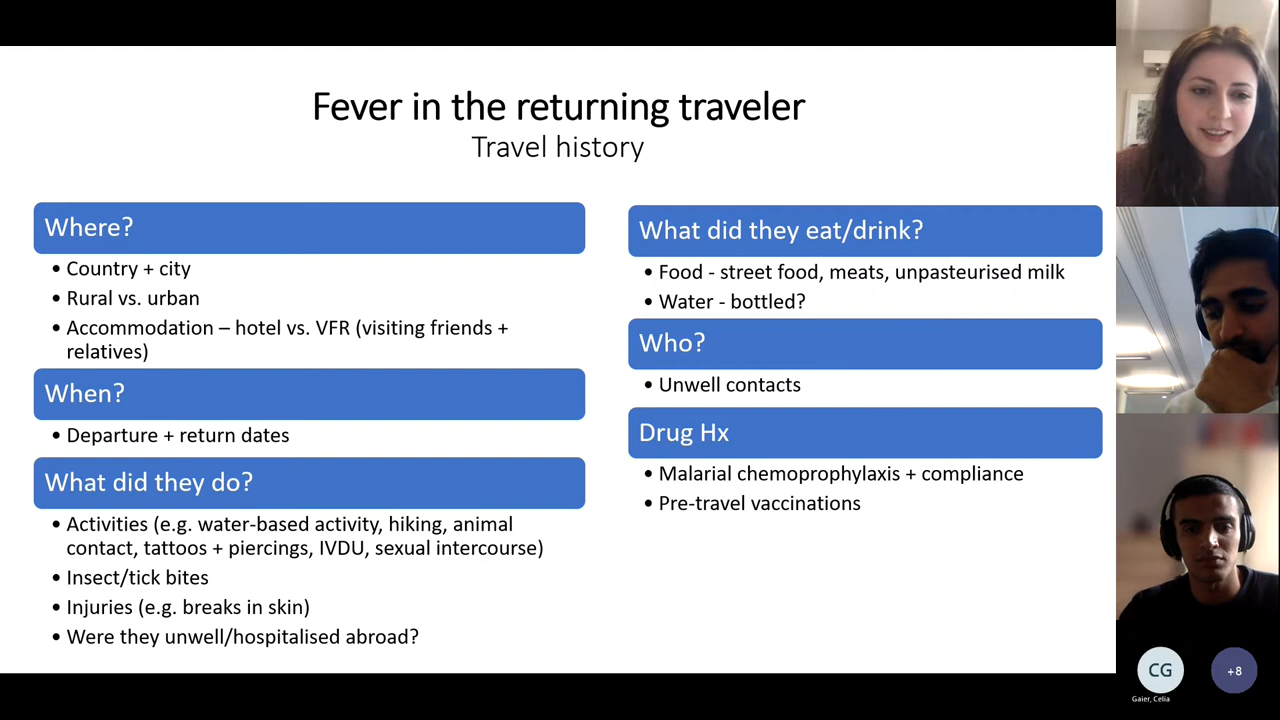 Fever in the returning traveler
Travel history
Where?
• Country + city
• Rural vs. urban
• Accommodation – hotel vs. VFR (visiting friends +
relatives)
When?
• Departure + return dates
What did they do?
• Activities (e.g. water-based activity, hiking, animal
contact, tattoos + piercings, IVDU, sexual intercourse)
• Insect/tick bites
• Injuries (e.g. breaks in skin)
• Were they unwell/hospitalised abroad?
What did they eat/drink?
• Food - street food, meats, unpasteurised milk
• Water - bottled?
Who?
• Unwell contacts
Drug Hx
• Malarial chemoprophylaxis + compliance
• Pre-travel vaccinations
CG
+8
Gaier, Celia